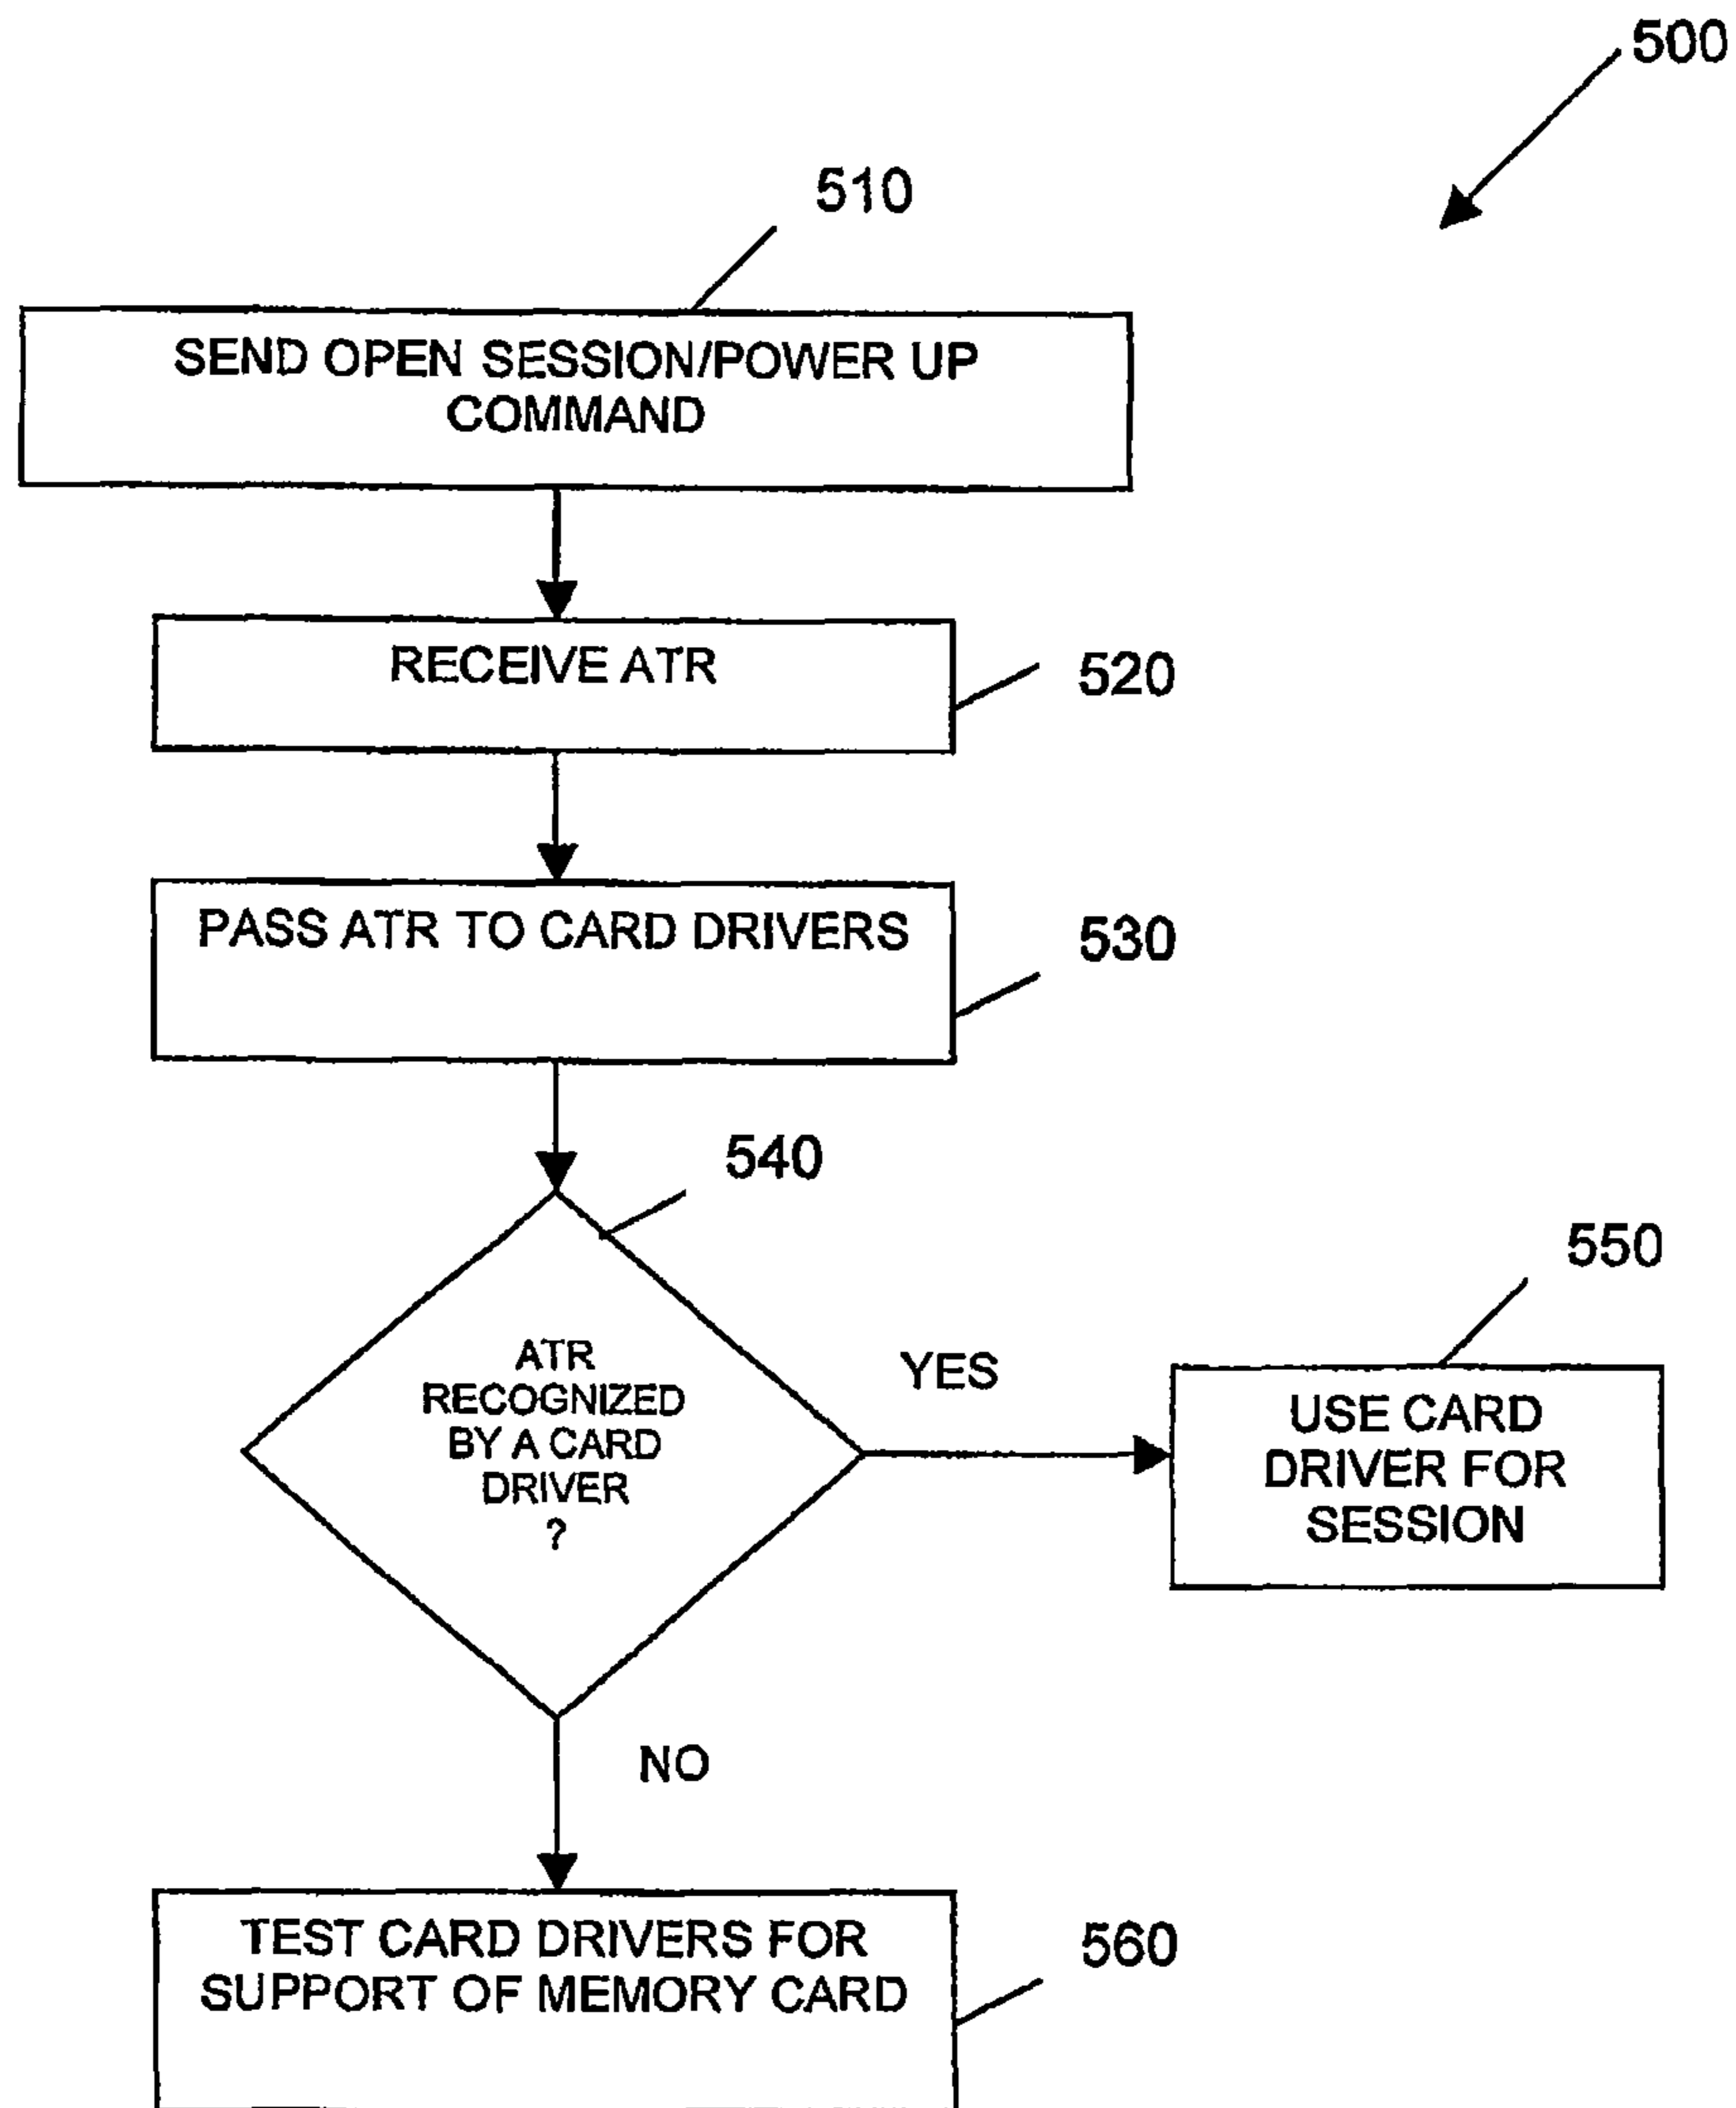 500
510
SEND OPEN SESSION/POWER UP
COMMAND
RECEIVE ATR
520
PASS ATR TO CARD DRIVERS
530
540
550
ATR
RECOGNIZED
BY A CARD
DRIVER
?
YES
USE CARD
DRIVER FOR
SESSION
NO
TEST CARD DRIVERS FOR
SUPPORT OF MEMORY CARD
560